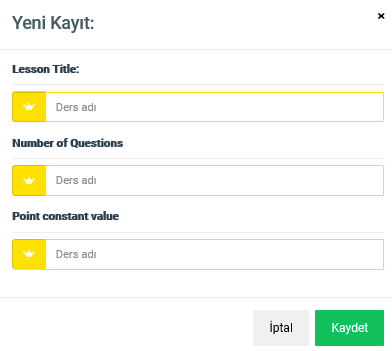 Yeni Kayıt:
×
Lesson Title:
Ders adı
Number of Questions
Ders adı
Point constant value
Ders adı
İptal
Kaydet